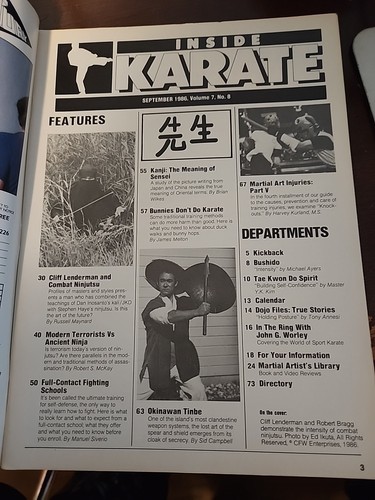 INSIDE
KARATE
SEPTEMBER 1986, Volume 7, No. 8
FEATURES
30 Cliff Lenderman and
Combat Ninjutsu
Profiles of masters and styles pres-
ents a man who has combined the
teachings of Dan Inosanto's kali / JKD
with Stephen Hayes's ninjutsu. Is this
the art of the future?
By Russell Maynard
40 Modern Terrorists Vs
Ancient Ninja
Is terrorism today's version of nin-
jutsu? Are there parallels in the mod-
ern and traditional methods of assas-
sination? By Robert S. McKay
50 Full-Contact Fighting
Schools
It's been called the ultimate training
for self-defense, the only way to
really learn how to fight. Here is what
to look for and what to expect from a
full-contact school; what they offer
and what you need to know before
you enroll. By Manuel Siverio
先生
55 Kanji: The Meaning of
Sensei
A study of the picture writing from
Japan and China reveals the true
meaning of Oriental terms. By Brian
Wilkes
57 Bunnies Don't Do Karate
Some traditional training methods
can do more harm than good. Here is
what you need to know about duck
walks and bunny hops.
By James Melton
63 Okinawan Tinbe
One of the island's most clandestine
weapon systems, the lost art of the
spear and shield emerges from its
cloak of secrecy. By Sid Campbell
67 Martial Art Injuries:
Part V
In the fourth installment of our guide
to the causes, prevention and care of
training injuries, we examine "Knock-
outs." By Harvey Kurland, M.S.
DEPARTMENTS
5 Kickback
8 Bushido
"Intensity" by Michael Ayers
10 Tae Kwon Do Spirit
"Building Self-Confidence" by Master
Y.K. Kim
13 Calendar
14 Dojo Files: True Stories
"Holding Posture" by Tony Annesi
16 In The Ring With
John G. Worley
Covering the World of Sport Karate
18 For Your Information
24 Martial Artist's Library
Book and Video Reviews
73 Directory
On the cover:
Cliff Lenderman and Robert Bragg
demonstrate the intensity of combat
ninjutsu. Photo by Ed Ikuta, All Rights
Reserved, © CFW Enterprises, 1986.
3
226